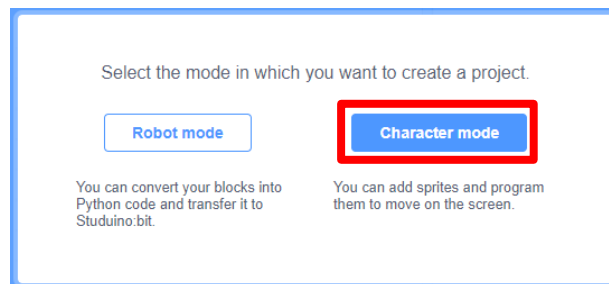 Select the mode in which you want to create a project.
Robot mode
Character mode
You can convert your blocks into
Python code and transfer it to
Studuino:bit.
You can add sprites and program
them to move on the screen.